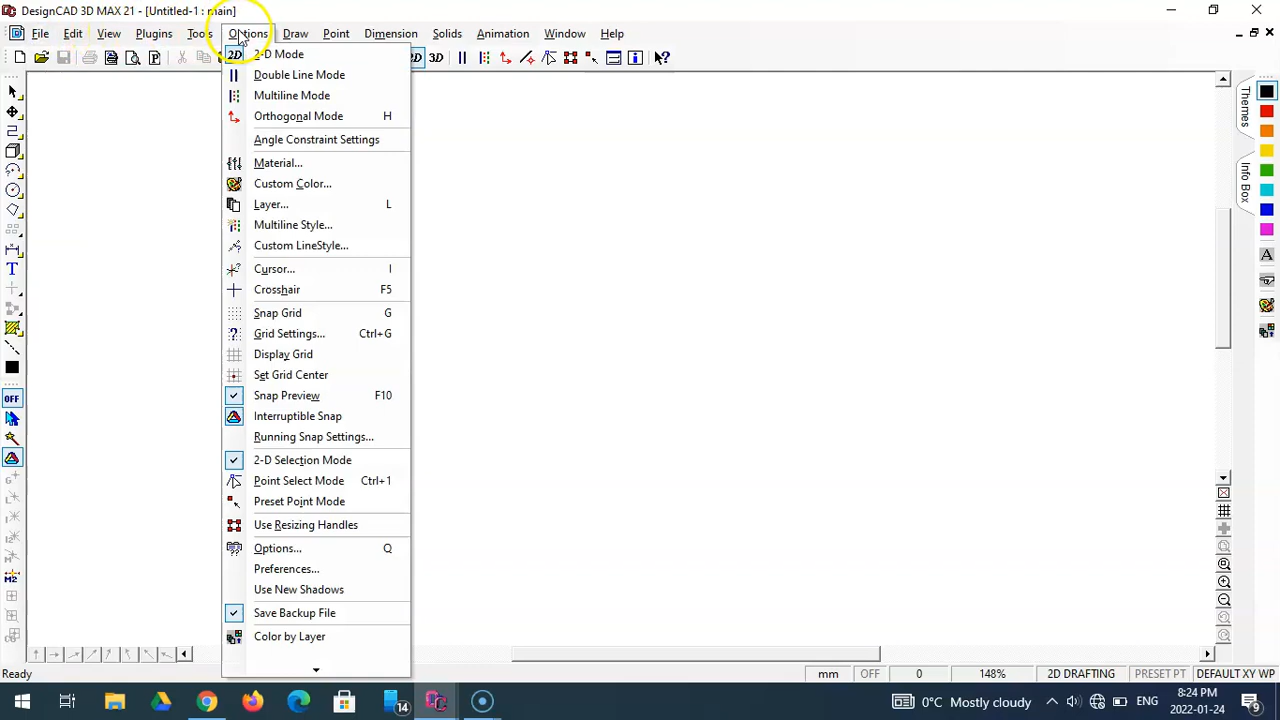 DesignCAD 3D MAX 21 - [Untitled-1 : main]
File Edit View Plugins Tools Options Draw Point Dimension Solids Animation Window Help
2D 2-D Mode
Double Line Mode
Multiline Mode
Orthogonal Mode H
Angle Constraint Settings
Material...
Custom Color...
Layer... L
Multiline Style...
Custom LineStyle...
Cursor... I
Crosshair F5
Snap Grid G
Grid Settings... Ctrl+G
Display Grid
Set Grid Center
Snap Preview F10
Interruptible Snap
Running Snap Settings...
2-D Selection Mode
Point Select Mode Ctrl+1
Preset Point Mode
Use Resizing Handles
Options... Q
Preferences...
Use New Shadows
Save Backup File
Color by Layer
3D
Themes
Info Box
OFF
Ready mm OFF 0 148% 2D DRAFTING PRESET PT DEFAULT XY WP
14 0°C Mostly cloudy ENG 8:24 PM
2022-01-24 9